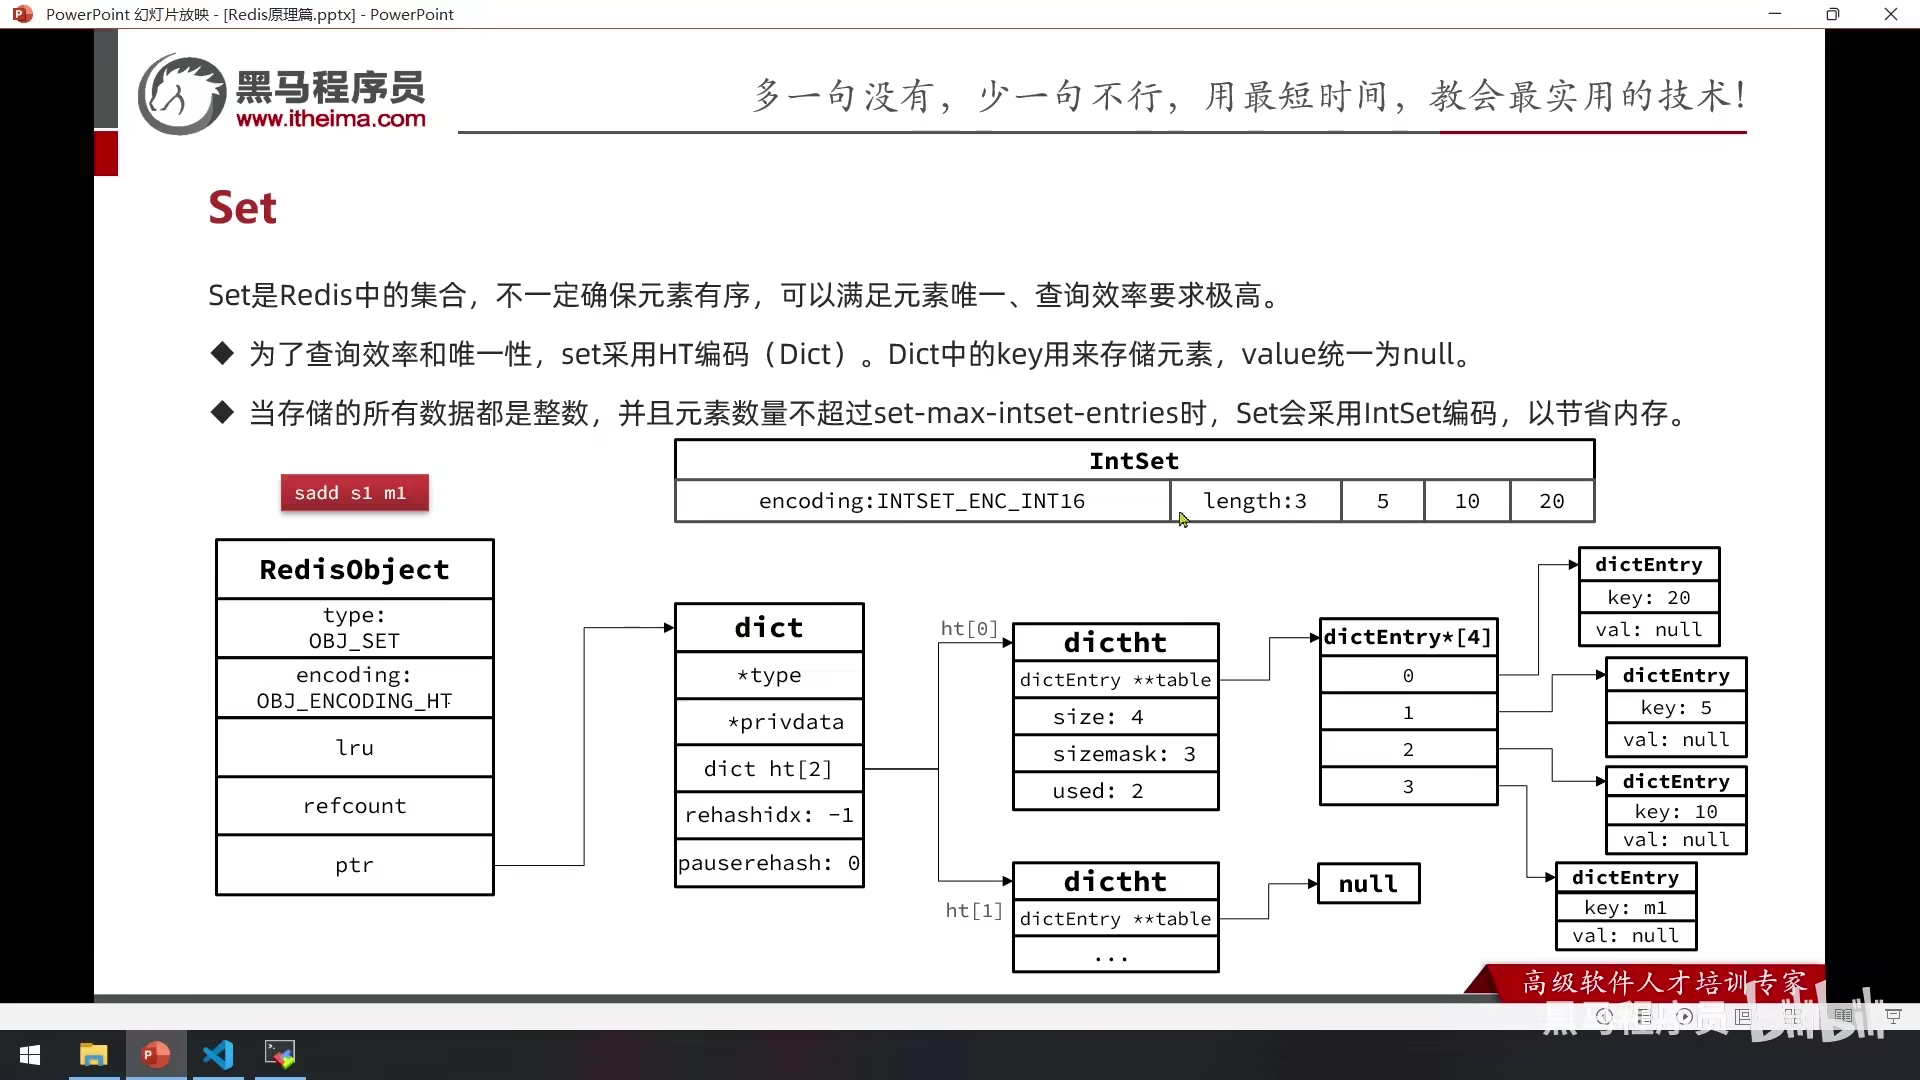 PowerPoint 幻灯片放映 - [Redis原理篇.pptx] - PowerPoint
黑马程序员
www.itheima.com
多一句没有，少一句不行，用最短时间，教会最实用的技术！
Set
Set是Redis中的集合，不一定确保元素有序，可以满足元素唯一、查询效率要求极高。
为了查询效率和唯一性，set采用HT编码（Dict）。Dict中的key用来存储元素，value统一为null。
当存储的所有数据都是整数，并且元素数量不超过set-max-intset-entries时，Set会采用IntSet编码，以节省内存。
sadd s1 m1
IntSet
encoding:INTSET_ENC_INT16 length:3 5 10 20
RedisObject
type:
OBJ_SET
encoding:
OBJ_ENCODING_HT
lru
refcount
ptr
dict
*type
*privdata
dict ht[2]
rehashidx: -1
pauserehash: 0
ht[0]
dictht
dictEntry **table
size: 4
sizemask: 3
used: 2
ht[1]
dictht
dictEntry **table
...
dictEntry*[4]
0
1
2
3
null
dictEntry
key: 20
val: null
dictEntry
key: 5
val: null
dictEntry
key: 10
val: null
dictEntry
key: m1
val: null
高级软件人才培训专家
黑马程序员
bilibili